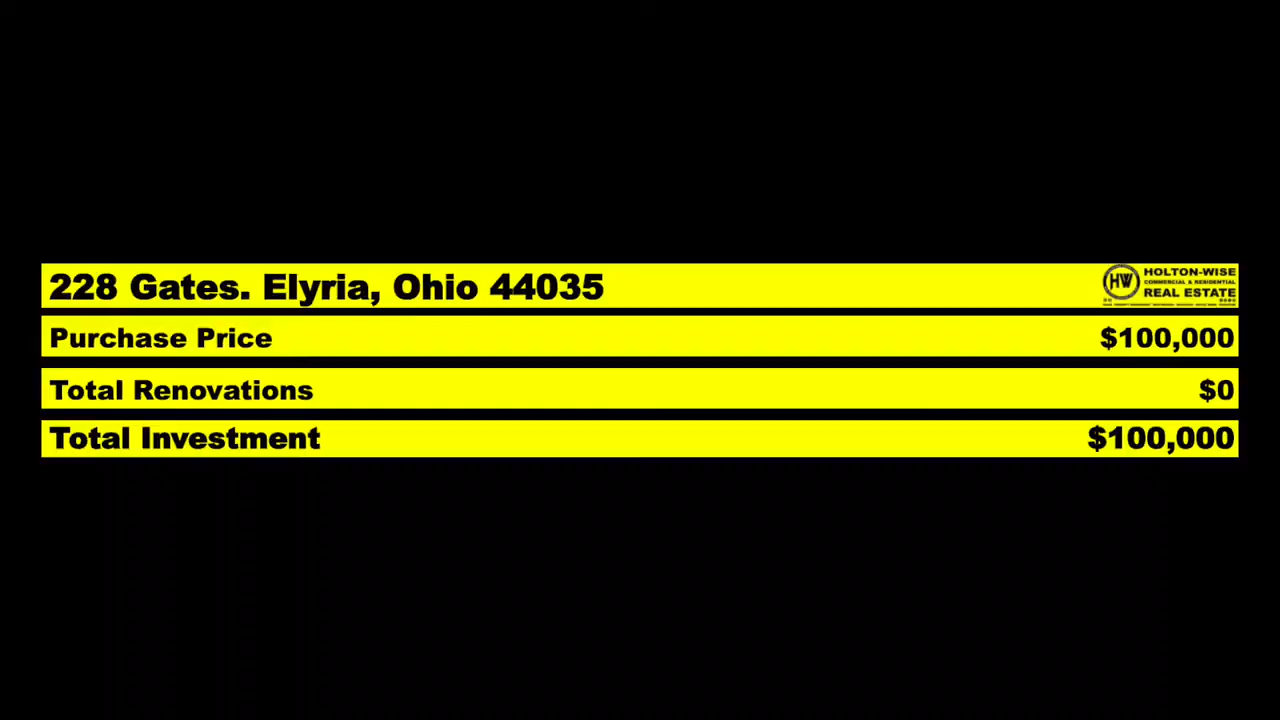 228 Gates. Elyria, Ohio 44035
HW
HOLTON-WISE
COMMERCIAL & RESIDENTIAL
REAL ESTATE
Purchase Price $100,000
Total Renovations $0
Total Investment $100,000